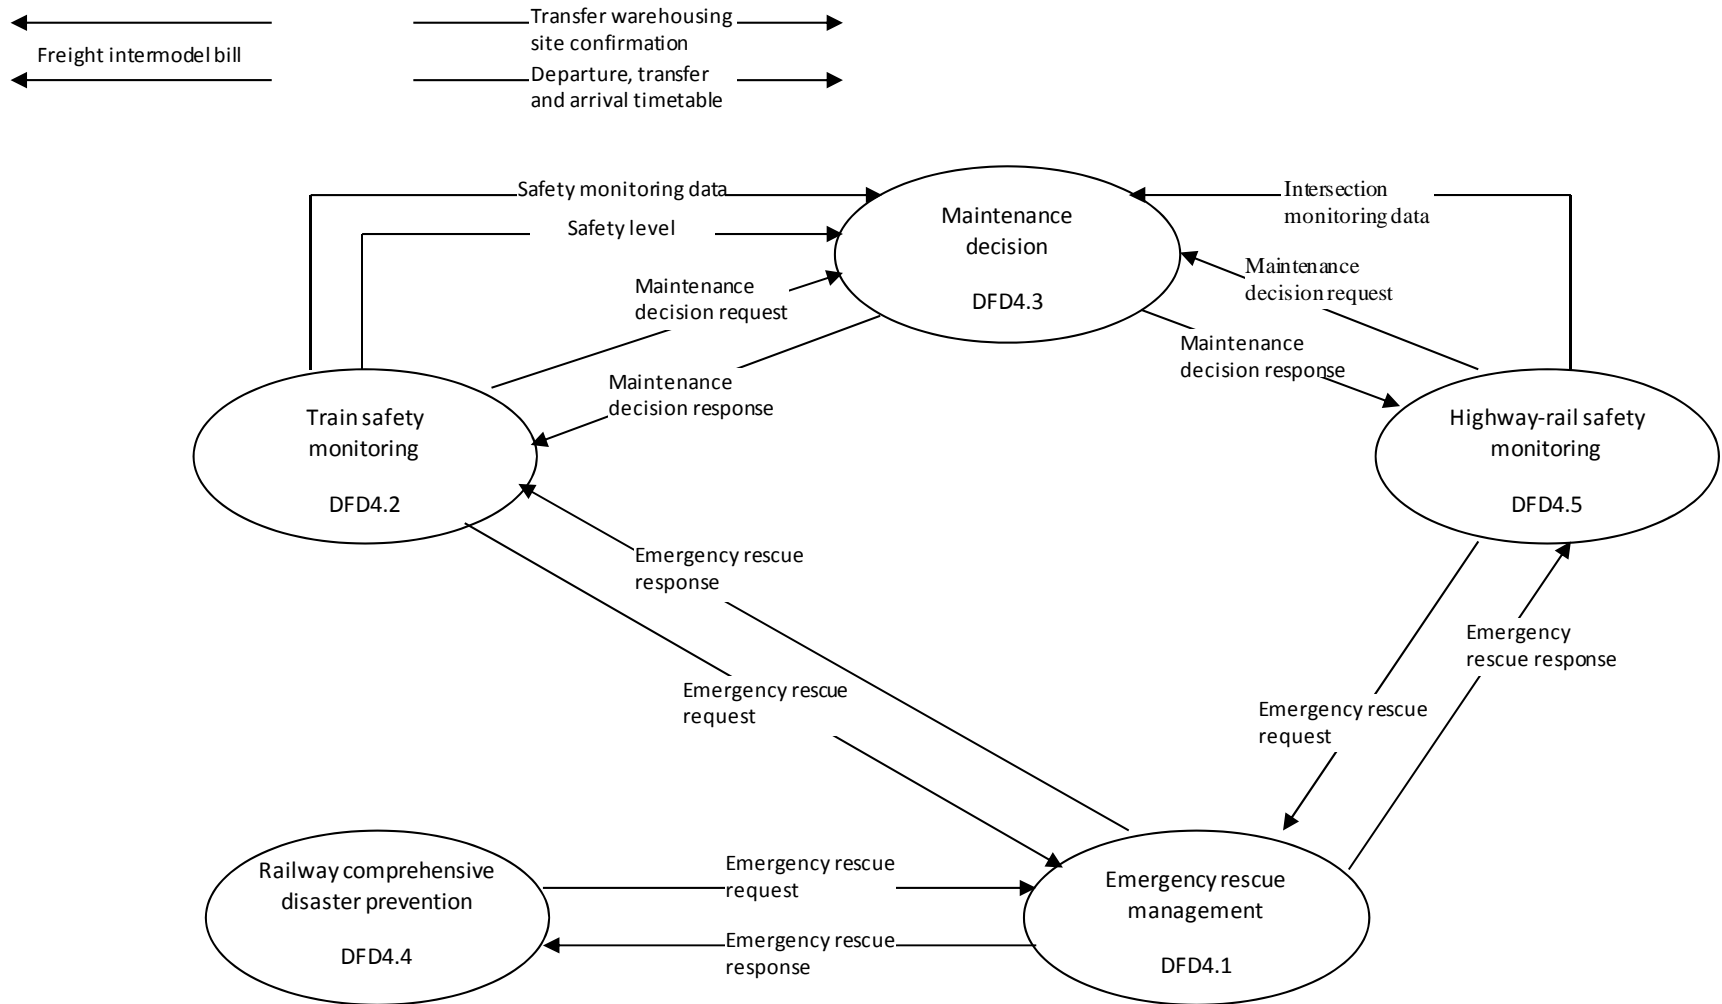 Transfer warehousing
site confirmation
Freight intermodel bill
Departure, transfer
and arrival timetable
Safety monitoring data
Safety level
Maintenance
decision request
Maintenance
decision response
Maintenance
decision
DFD4.3
Intersection
monitoring data
Maintenance
decision request
Maintenance
decision response
Train safety
monitoring
DFD4.2
Highway-rail safety
monitoring
DFD4.5
Emergency rescue
response
Emergency rescue
request
Emergency
rescue response
Emergency rescue
request
Railway comprehensive
disaster prevention
DFD4.4
Emergency rescue
request
Emergency rescue
response
Emergency rescue
management
DFD4.1